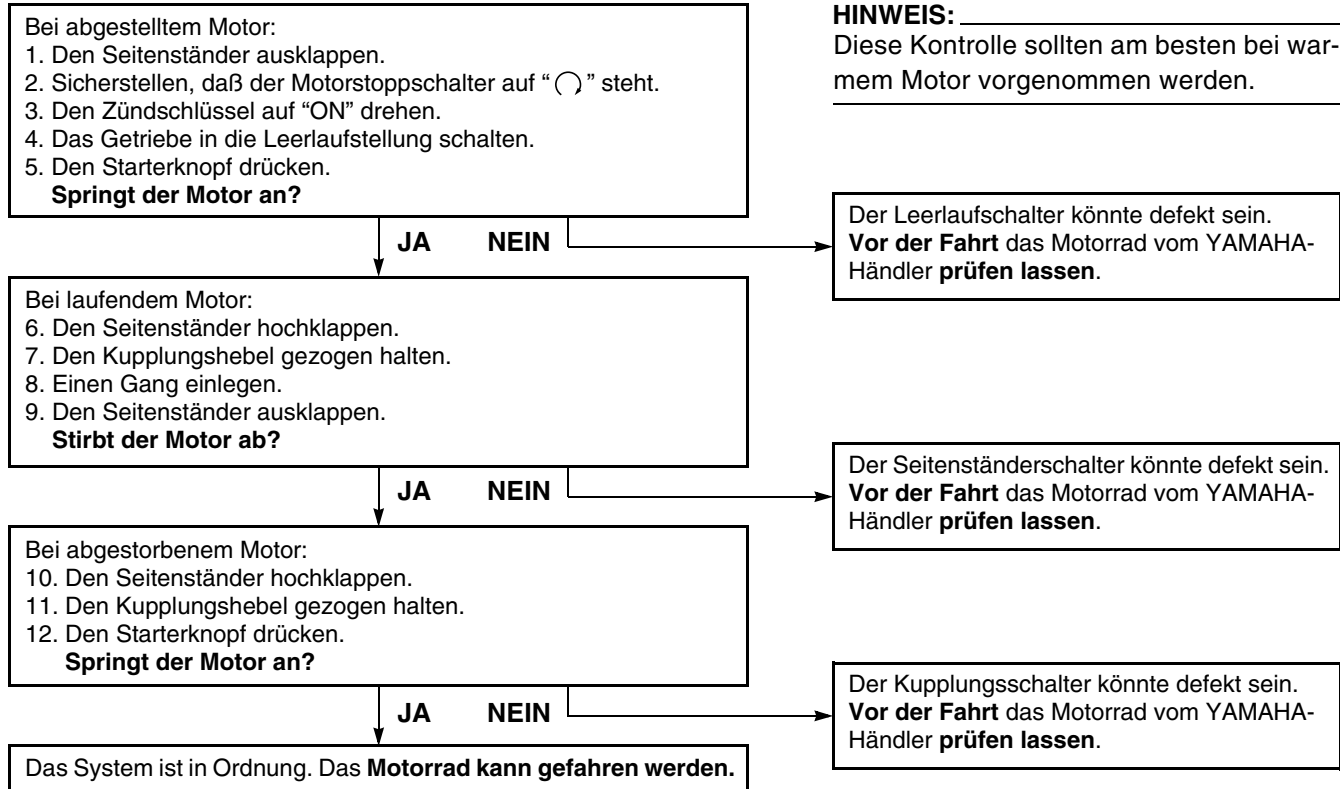 Bei abgestelltem Motor:
1. Den Seitenständer ausklappen.
2. Sicherstellen, daß der Motorstoppschalter auf “ ” steht.
3. Den Zündschlüssel auf “ON” drehen.
4. Das Getriebe in die Leerlaufstellung schalten.
5. Den Starterknopf drücken.
Springt der Motor an?
HINWEIS:
Diese Kontrolle sollten am besten bei war-
mem Motor vorgenommen werden.
JA NEIN
Der Leerlaufschalter könnte defekt sein.
Vor der Fahrt das Motorrad vom YAMAHA-
Händler prüfen lassen.
Bei laufendem Motor:
6. Den Seitenständer hochklappen.
7. Den Kupplungshebel gezogen halten.
8. Einen Gang einlegen.
9. Den Seitenständer ausklappen.
Stirbt der Motor ab?
JA NEIN
Der Seitenständerschalter könnte defekt sein.
Vor der Fahrt das Motorrad vom YAMAHA-
Händler prüfen lassen.
Bei abgestorbenem Motor:
10. Den Seitenständer hochklappen.
11. Den Kupplungshebel gezogen halten.
12. Den Starterknopf drücken.
Springt der Motor an?
JA NEIN
Der Kupplungsschalter könnte defekt sein.
Vor der Fahrt das Motorrad vom YAMAHA-
Händler prüfen lassen.
Das System ist in Ordnung. Das Motorrad kann gefahren werden.